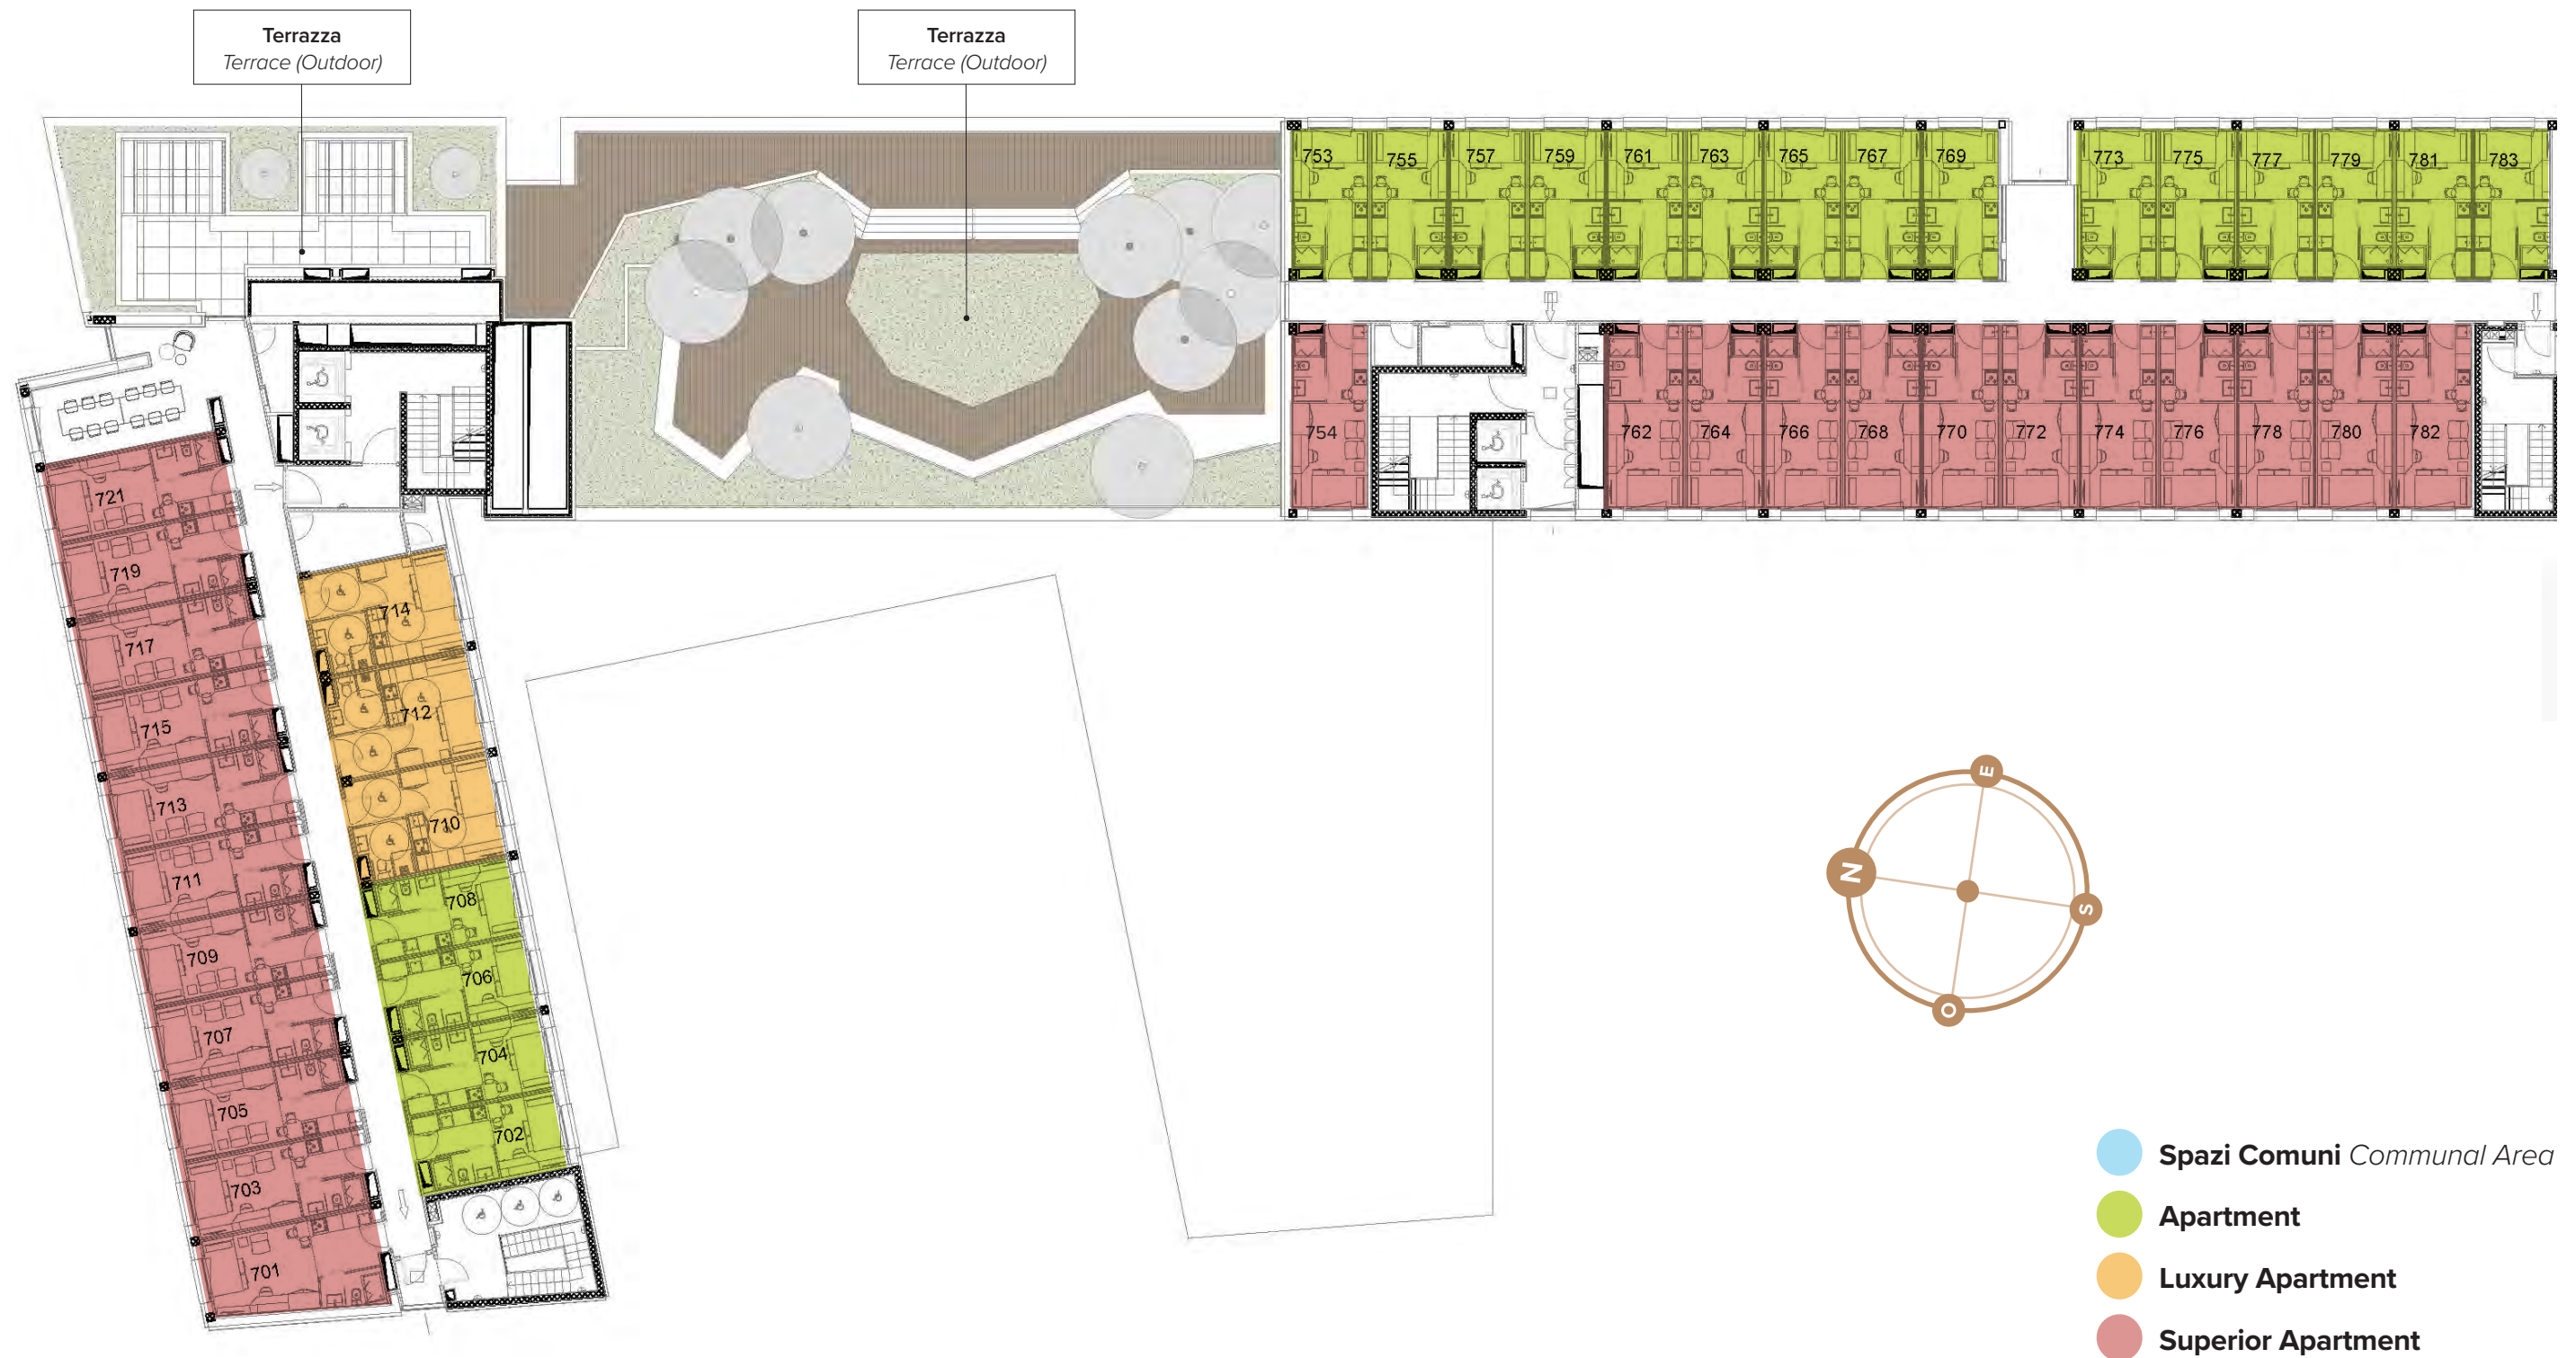 Terrazza
Terrace (Outdoor)
Terrazza
Terrace (Outdoor)
753 755 757 759 761 763 765 767 769 773 775 777 779 781 783
754 762 764 766 768 770 772 774 776 778 780 782
721
719
717
715
713
711
709
707
705
703
701
714
712
710
708
706
704
702
E
N
S
O
Spazi Comuni Communal Area
Apartment
Luxury Apartment
Superior Apartment